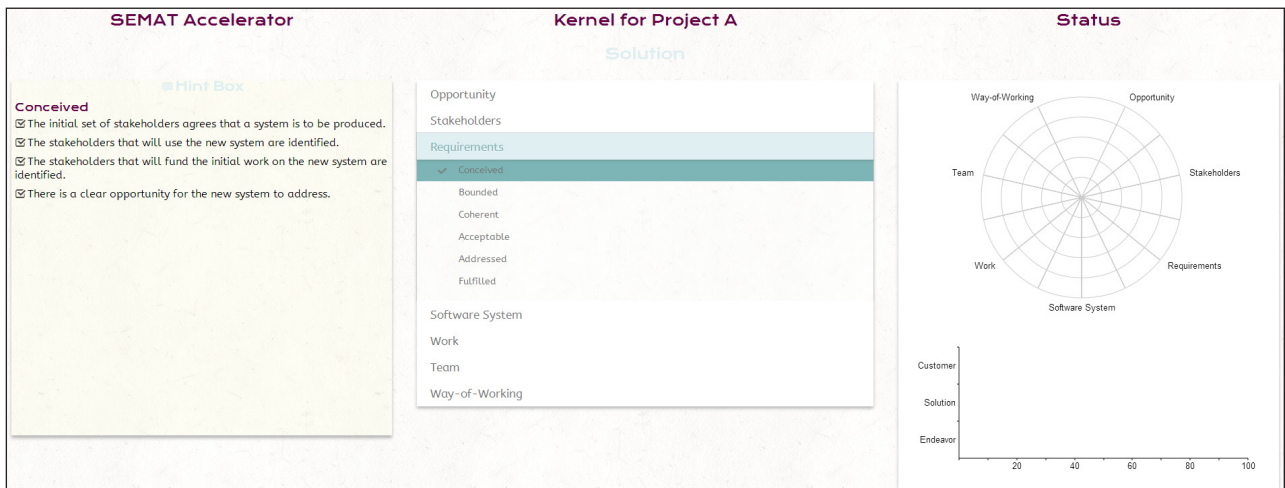 SEMAT Accelerator
Hint Box
Conceived
The initial set of stakeholders agrees that a system is to be produced.
The stakeholders that will use the new system are identified.
The stakeholders that will fund the initial work on the new system are
identified.
There is a clear opportunity for the new system to address.
Kernel for Project A
Solution
Opportunity
Stakeholders
Requirements
Conceived
Bounded
Coherent
Acceptable
Addressed
Fulfilled
Software System
Work
Team
Way-of-Working
Status
Way-of-Working
Opportunity
Team
Stakeholders
Work
Requirements
Software System
Customer
Solution
Endeavor
20 40 60 80 100